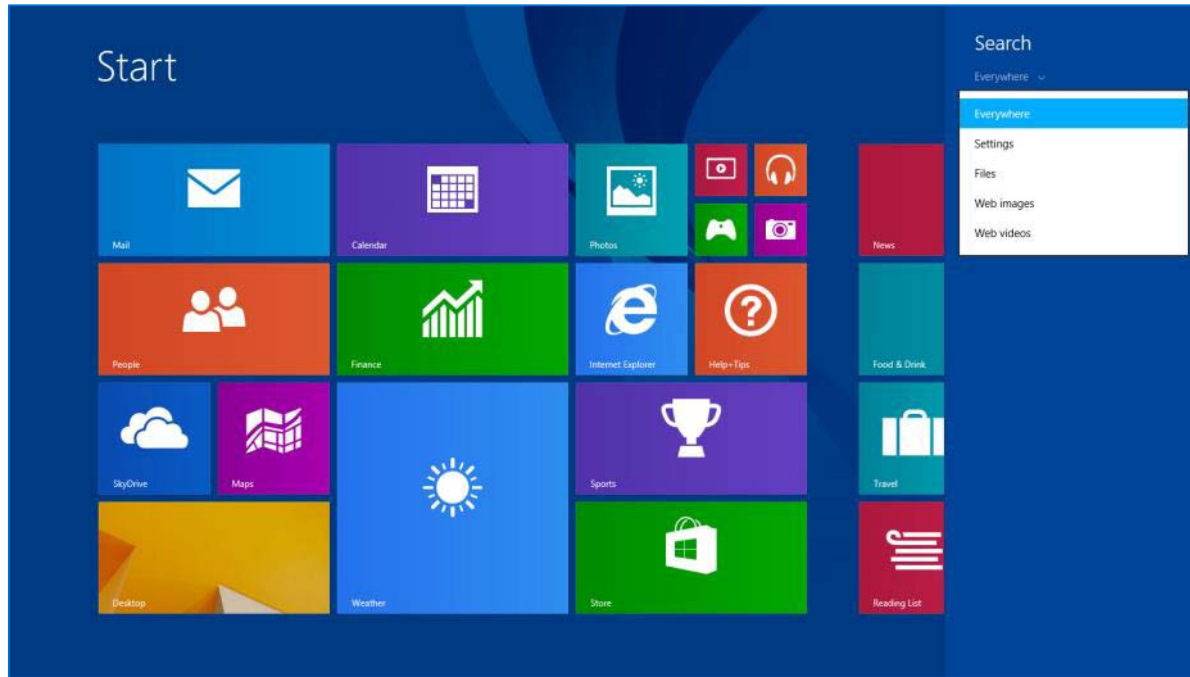 Start
Search
Everywhere
Everywhere
Settings
Files
Web images
Web videos
Mail
Calendar
Photos
News
People
Finance
Internet Explorer
Help+Tips
Food & Drink
SkyDrive
Maps
Weather
Sports
Travel
Desktop
Store
Reading List